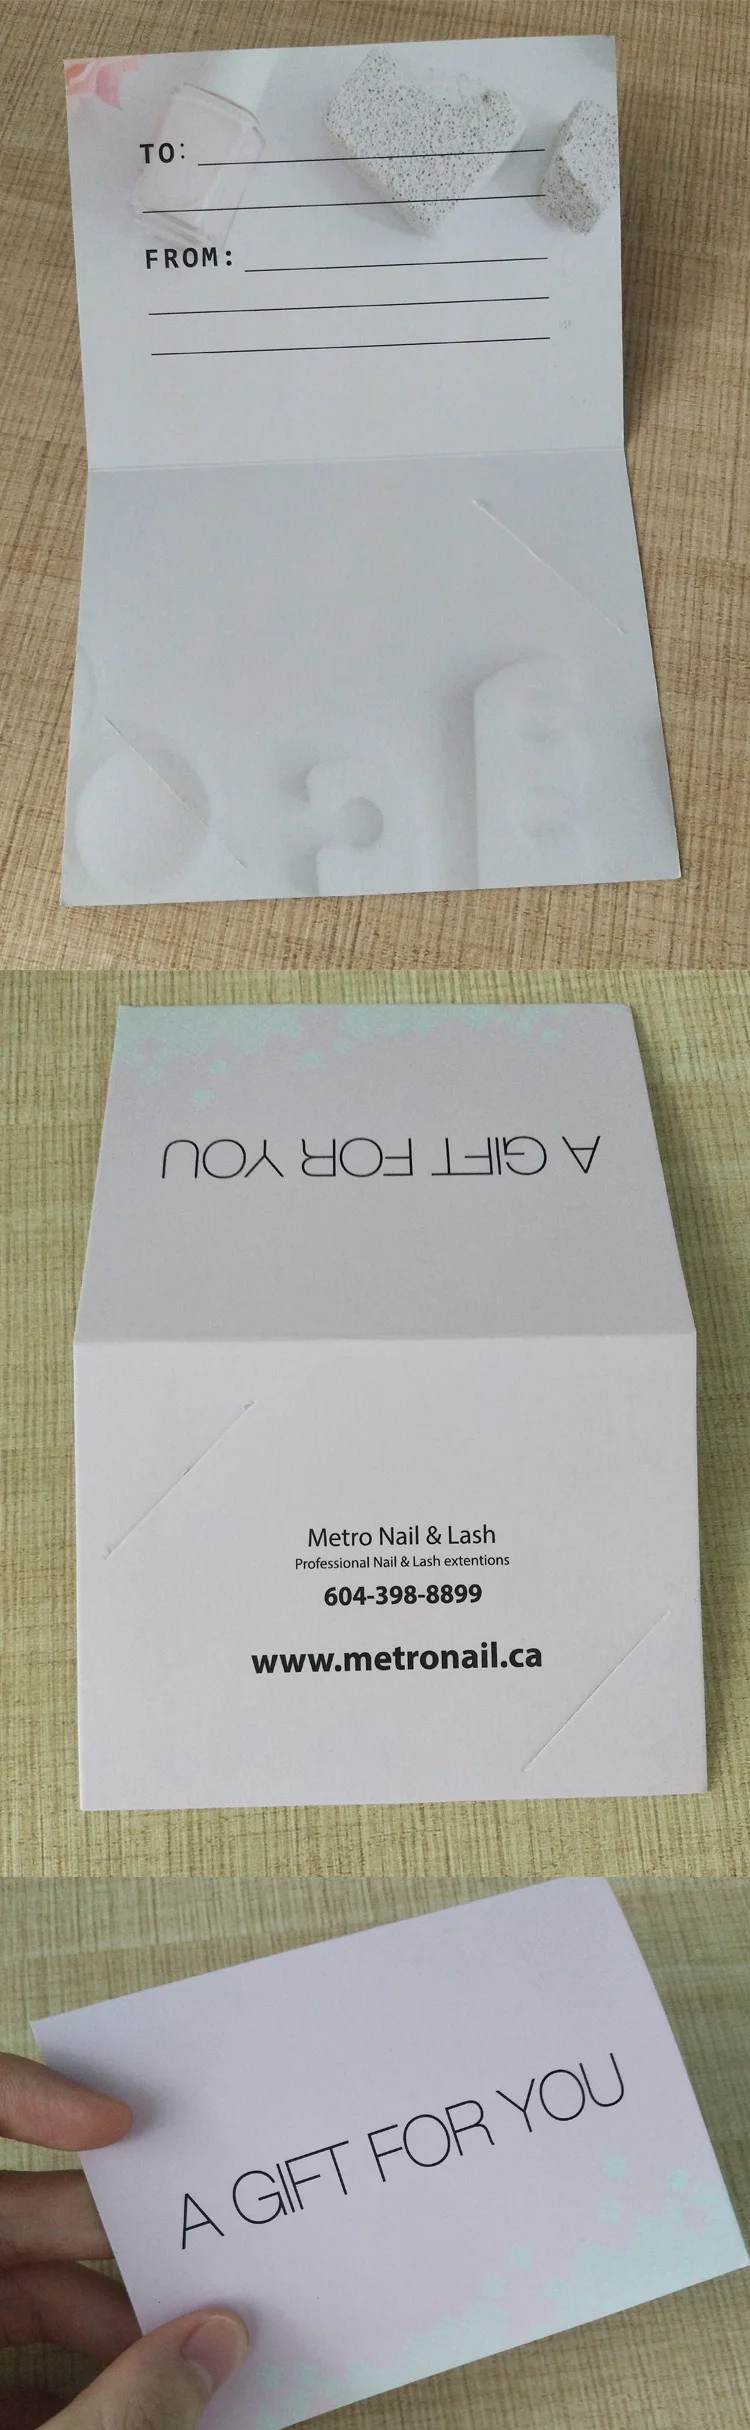 TO:
FROM:
A GIFT FOR YOU
Metro Nail & Lash
Professional Nail & Lash extentions
604-398-8899
www.metronail.ca
A GIFT FOR YOU